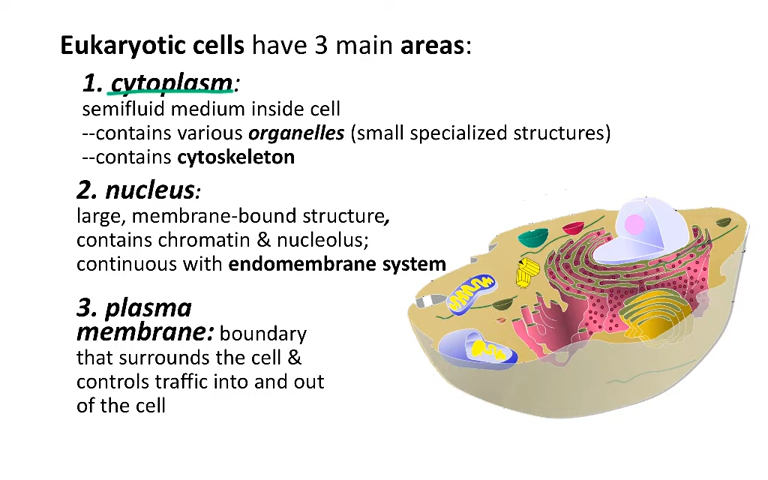 Eukaryotic cells have 3 main areas:
1. cytoplasm:
semifluid medium inside cell
--contains various organelles (small specialized structures)
--contains cytoskeleton
2. nucleus:
large, membrane-bound structure,
contains chromatin & nucleolus;
continuous with endomembrane system
3. plasma
membrane: boundary
that surrounds the cell &
controls traffic into and out
of the cell